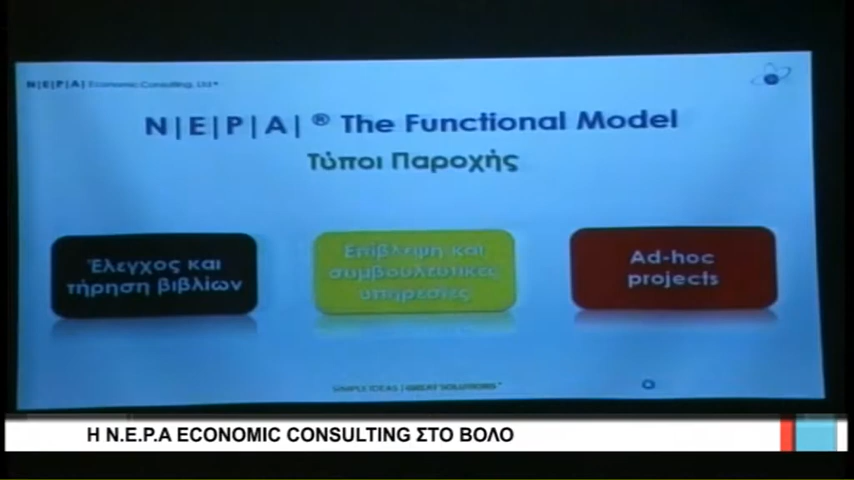 N|E|P|A| Economic Consulting, Ltd
N|E|P|A|® The Functional Model
Τύποι Παροχής
Έλεγχος και
τήρηση βιβλίων
Επίβλεψη και
συμβουλευτικές
υπηρεσίες
Ad-hoc
projects
SIMPLE IDEAS | GREAT SOLUTIONS
Η N.E.P.A ECONOMIC CONSULTING ΣΤΟ ΒΟΛΟ